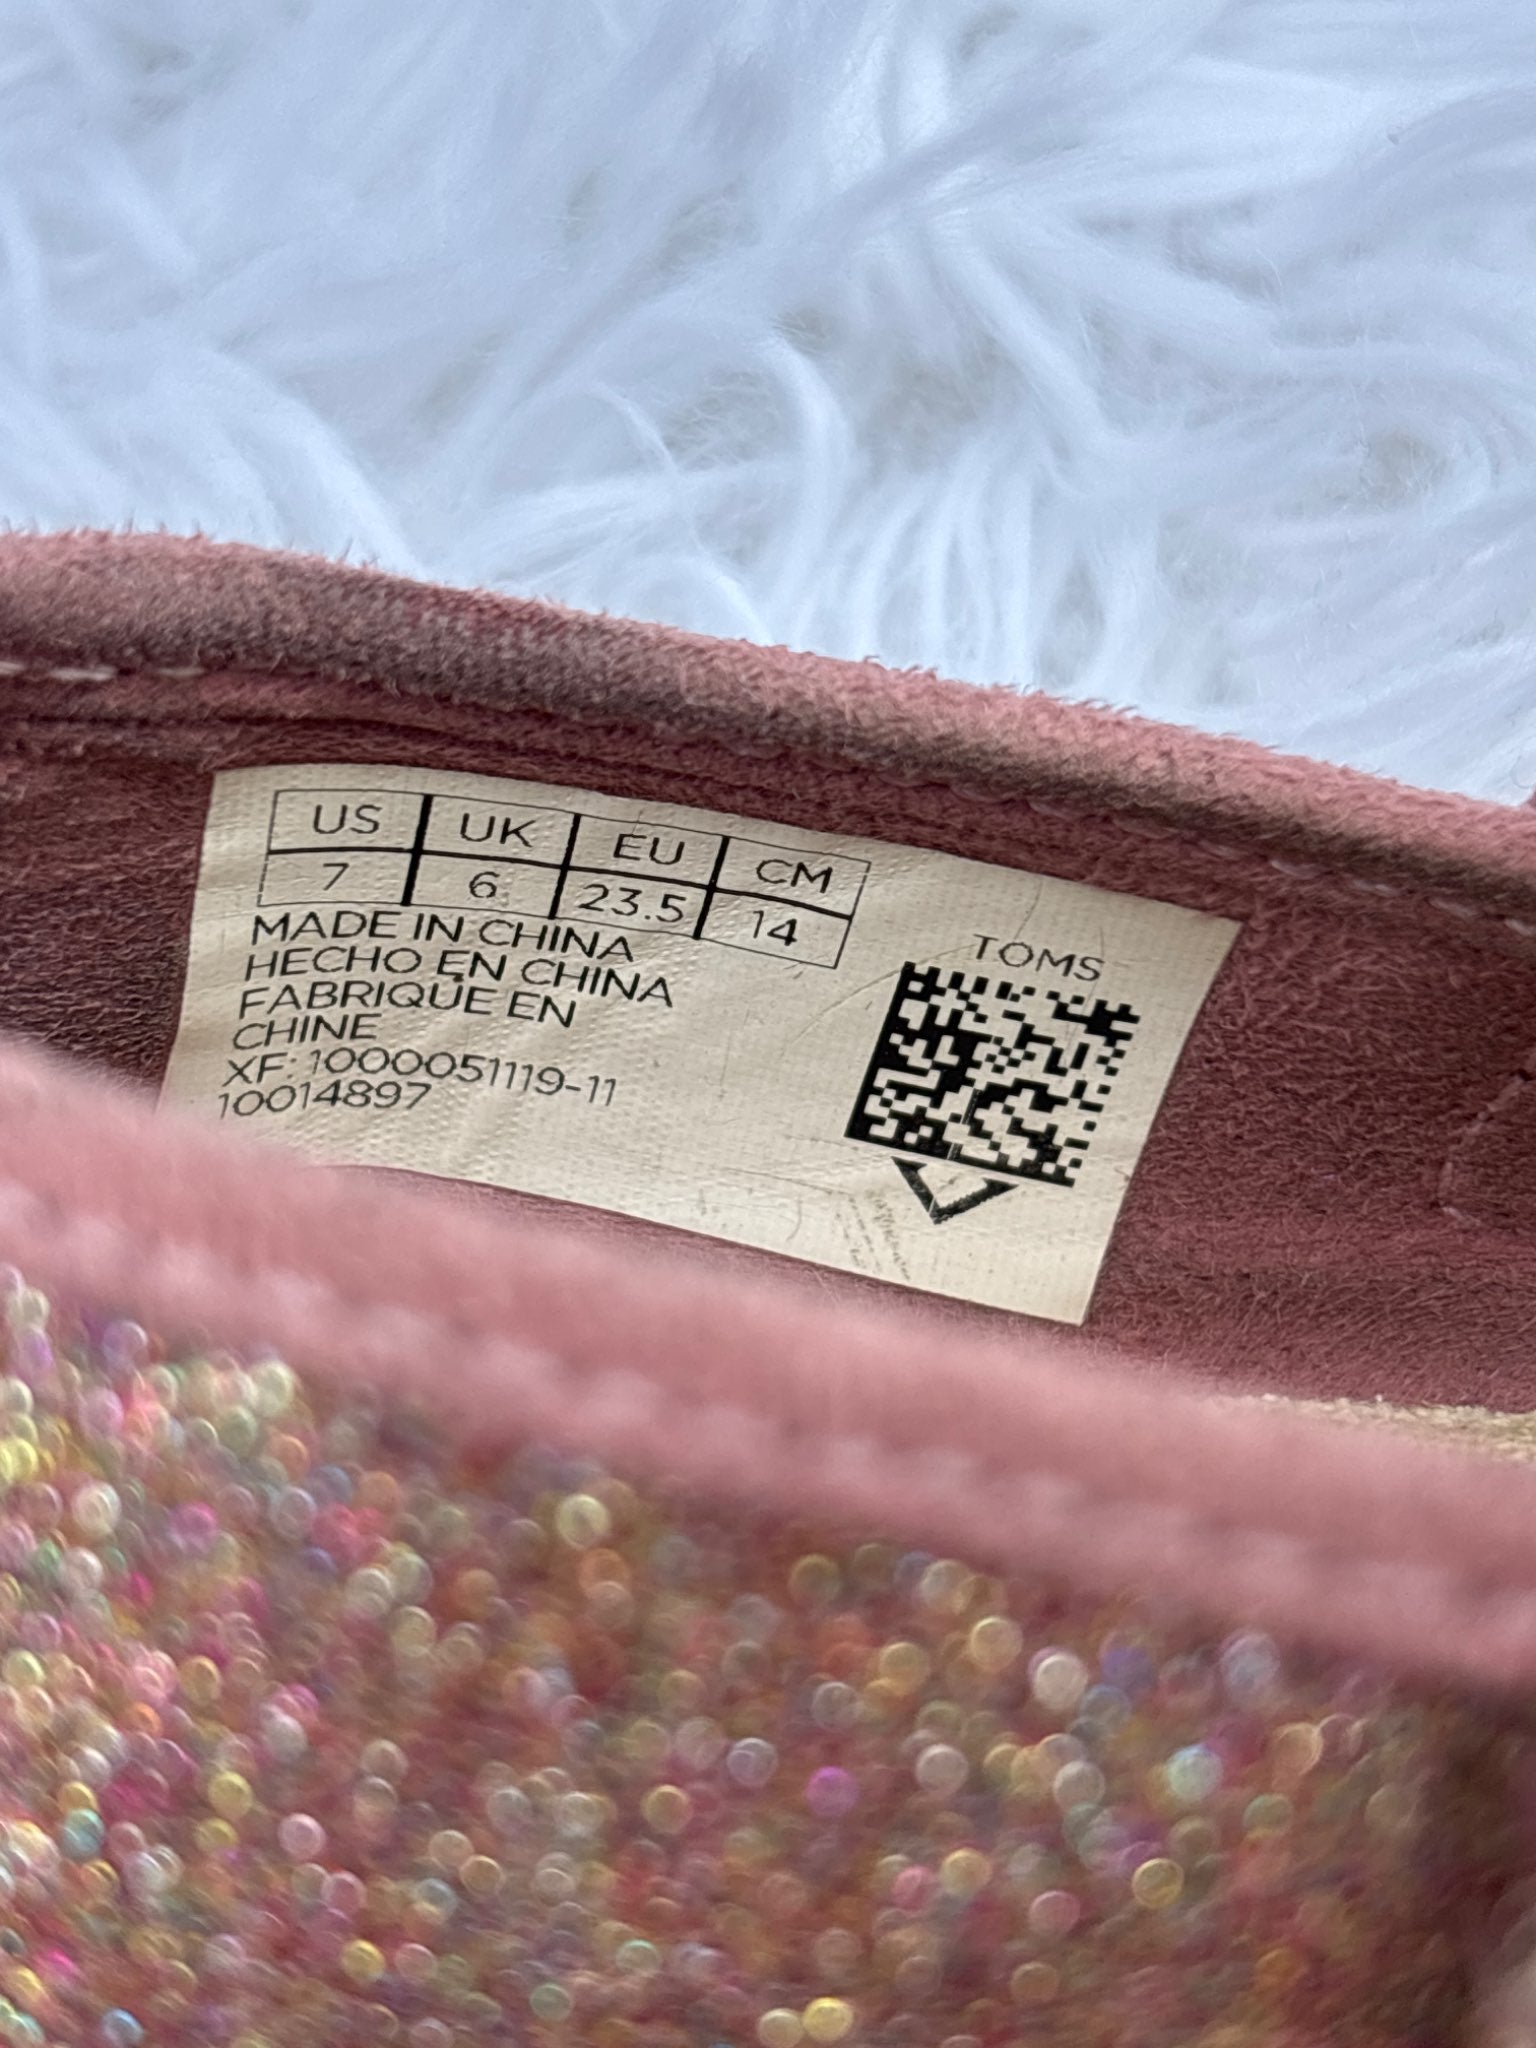 US UK EU CM
7 6 23.5 14
MADE IN CHINA
HECHO EN CHINA
FABRIQUÉ EN
CHINE
XF: 1000051119-11
10014897
TOMS